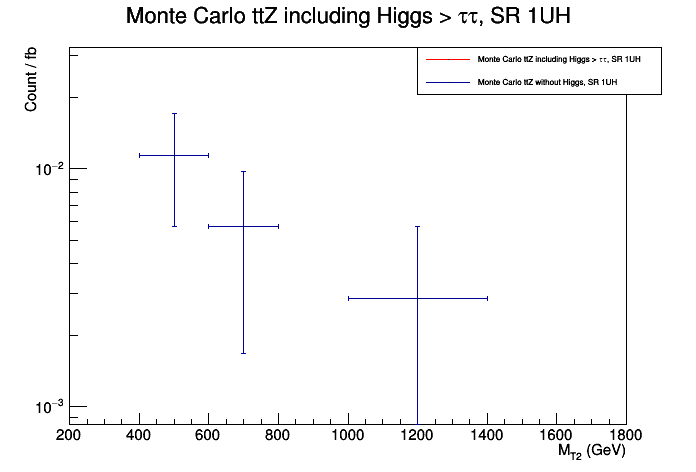 Monte Carlo ttZ including Higgs > ττ, SR 1UH
Count / fb
Monte Carlo ttZ including Higgs > ττ, SR 1UH
Monte Carlo ttZ without Higgs, SR 1UH
10⁻²
10⁻³
200 400 600 800 1000 1200 1400 1600 1800
M_T2 (GeV)